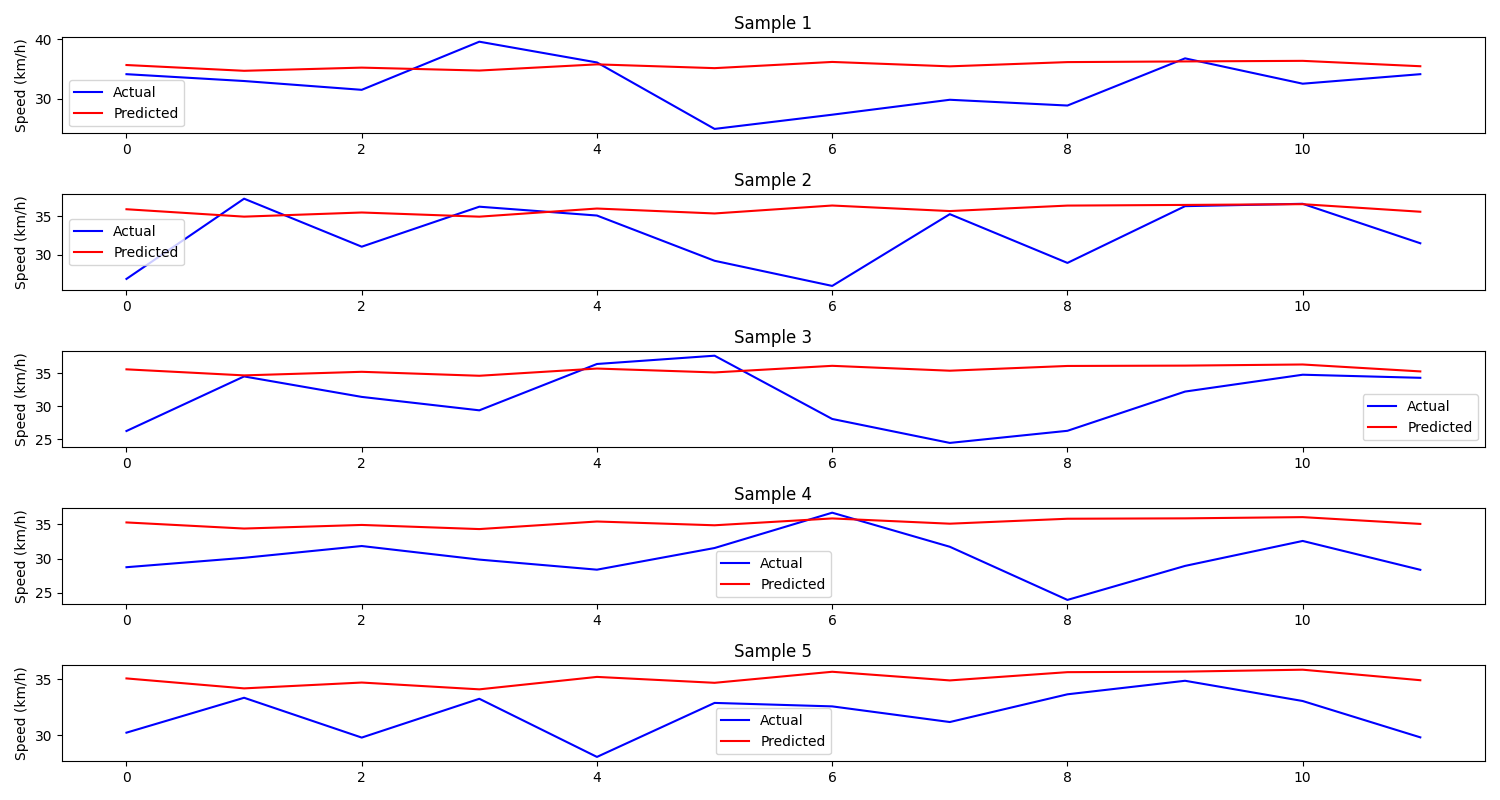 Sample 1
Speed (km/h)
40
30
Actual
Predicted
0 2 4 6 8 10
Sample 2
Speed (km/h)
35
30
Actual
Predicted
0 2 4 6 8 10
Sample 3
Speed (km/h)
35
30
25
Actual
Predicted
0 2 4 6 8 10
Sample 4
Speed (km/h)
35
30
25
Actual
Predicted
0 2 4 6 8 10
Sample 5
Speed (km/h)
35
30
Actual
Predicted
0 2 4 6 8 10